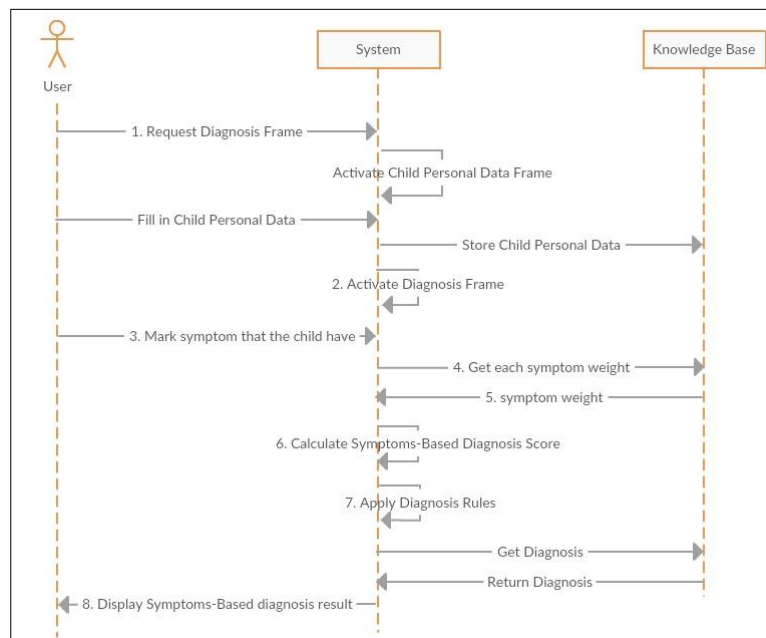 System
Knowledge Base
User
1. Request Diagnosis Frame
Activate Child Personal Data Frame
Fill in Child Personal Data
Store Child Personal Data
2. Activate Diagnosis Frame
3. Mark symptom that the child have
4. Get each symptom weight
5. symptom weight
6. Calculate Symptoms-Based Diagnosis Score
7. Apply Diagnosis Rules
Get Diagnosis
Return Diagnosis
8. Display Symptoms-Based diagnosis result